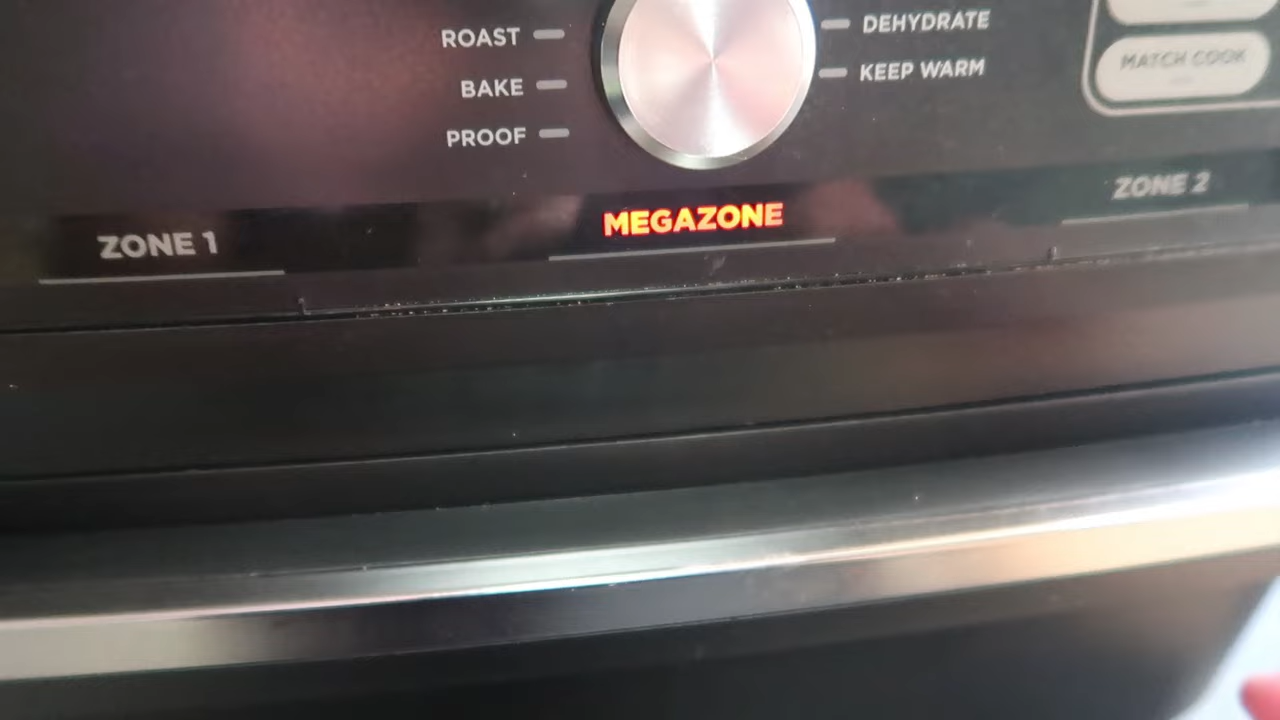 ROAST
BAKE
PROOF
DEHYDRATE
KEEP WARM
MATCH COOK
ZONE 1
MEGAZONE
ZONE 2